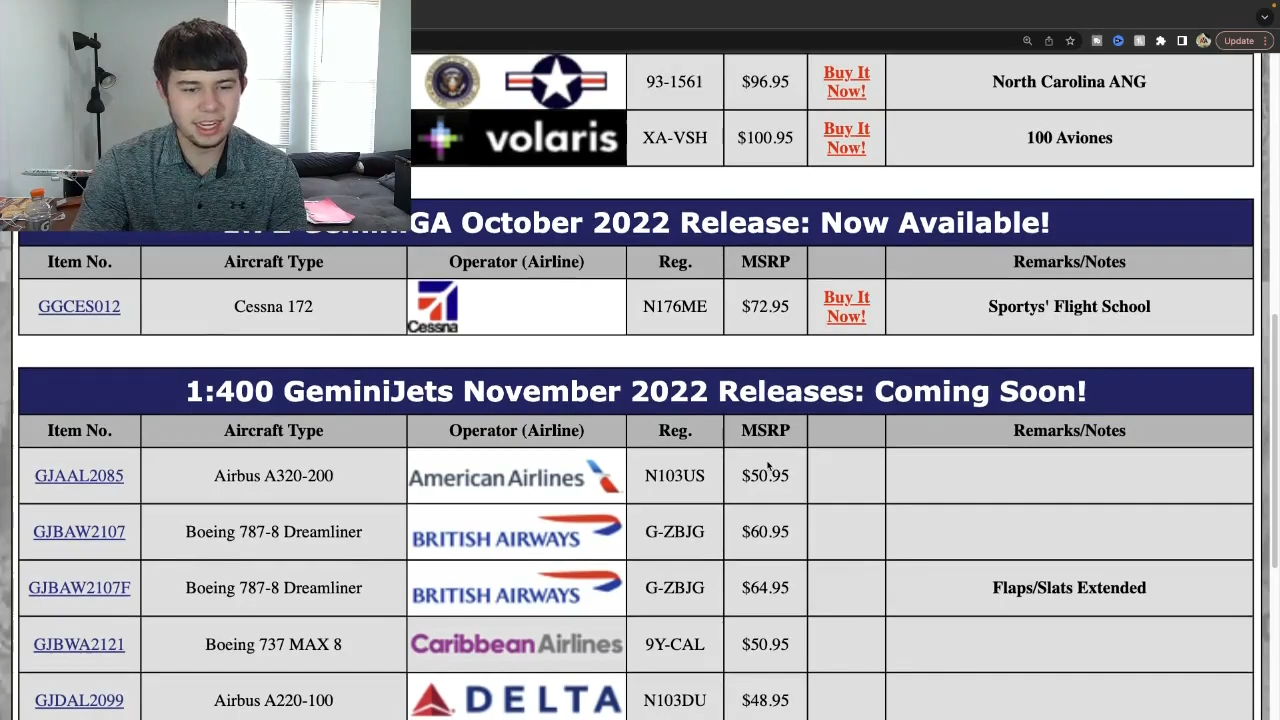 Update
93-1561 $96.95 Buy It Now! North Carolina ANG
volaris XA-VSH $100.95 Buy It Now! 100 Aviones
GA October 2022 Release: Now Available!
Item No. Aircraft Type Operator (Airline) Reg. MSRP Remarks/Notes
GGCES012 Cessna 172 Cessna N176ME $72.95 Buy It Now! Sportys' Flight School
1:400 GeminiJets November 2022 Releases: Coming Soon!
Item No. Aircraft Type Operator (Airline) Reg. MSRP Remarks/Notes
GJAAL2085 Airbus A320-200 American Airlines N103US $50.95
GJBAW2107 Boeing 787-8 Dreamliner BRITISH AIRWAYS G-ZBJG $60.95
GJBAW2107F Boeing 787-8 Dreamliner BRITISH AIRWAYS G-ZBJG $64.95 Flaps/Slats Extended
GJBWA2121 Boeing 737 MAX 8 Caribbean Airlines 9Y-CAL $50.95
GJDAL2099 Airbus A220-100 DELTA N103DU $48.95